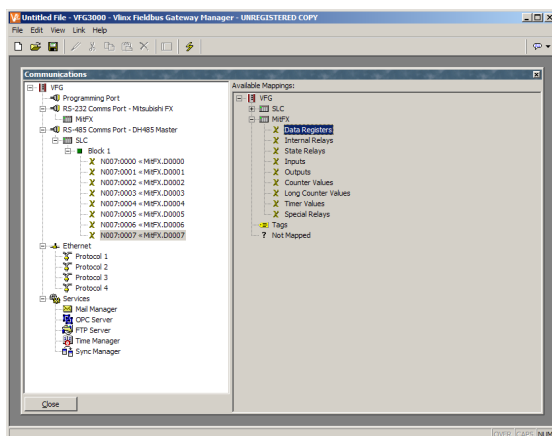 Untitled File - VFG3000 - Vlinx Fieldbus Gateway Manager - UNREGISTERED COPY
File Edit View Link Help
Communications
VFG
Programming Port
RS-232 Comms Port - Mitsubishi FX
MitFX
RS-485 Comms Port - DH485 Master
SLC
Block 1
N007:0000 « MitFX.D0000
N007:0001 « MitFX.D0001
N007:0002 « MitFX.D0002
N007:0003 « MitFX.D0003
N007:0004 « MitFX.D0004
N007:0005 « MitFX.D0005
N007:0006 « MitFX.D0006
N007:0007 « MitFX.D0007
Ethernet
Protocol 1
Protocol 2
Protocol 3
Protocol 4
Services
Mail Manager
OPC Server
FTP Server
Time Manager
Sync Manager
Close
Available Mappings:
VFG
SLC
MitFX
Data Registers
Internal Relays
State Relays
Inputs
Outputs
Counter Values
Long Counter Values
Timer Values
Special Relays
Tags
Not Mapped
OVER CAPS NUM